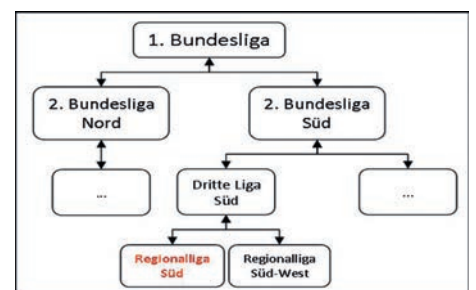 1. Bundesliga
2. Bundesliga
Nord
2. Bundesliga
Süd
...
Dritte Liga
Süd
...
Regionalliga
Süd
Regionalliga
Süd-West